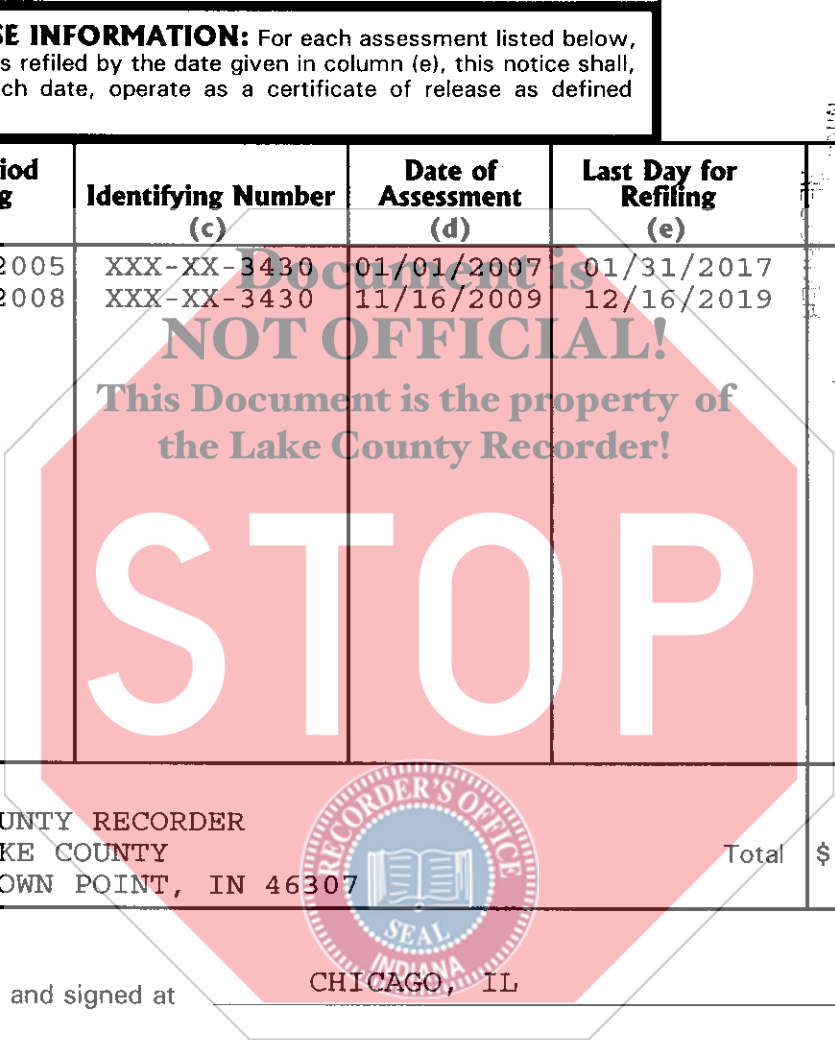 SE INFORMATION: For each assessment listed below,
s refiled by the date given in column (e), this notice shall,
ch date, operate as a certificate of release as defined
iod
g
Identifying Number
(c)
Date of
Assessment
(d)
Last Day for
Refiling
(e)
2005 XXX-XX-3430 01/01/2007 01/31/2017
2008 XXX-XX-3430 11/16/2009 12/16/2019
Document is
NOT OFFICIAL!
This Document is the property of
the Lake County Recorder!
STOP
UNTY RECORDER
KE COUNTY
OWN POINT, IN 46307
Total $
RECORDER'S OFFICE
SEAL
INDIANA
and signed at CHICAGO, IL